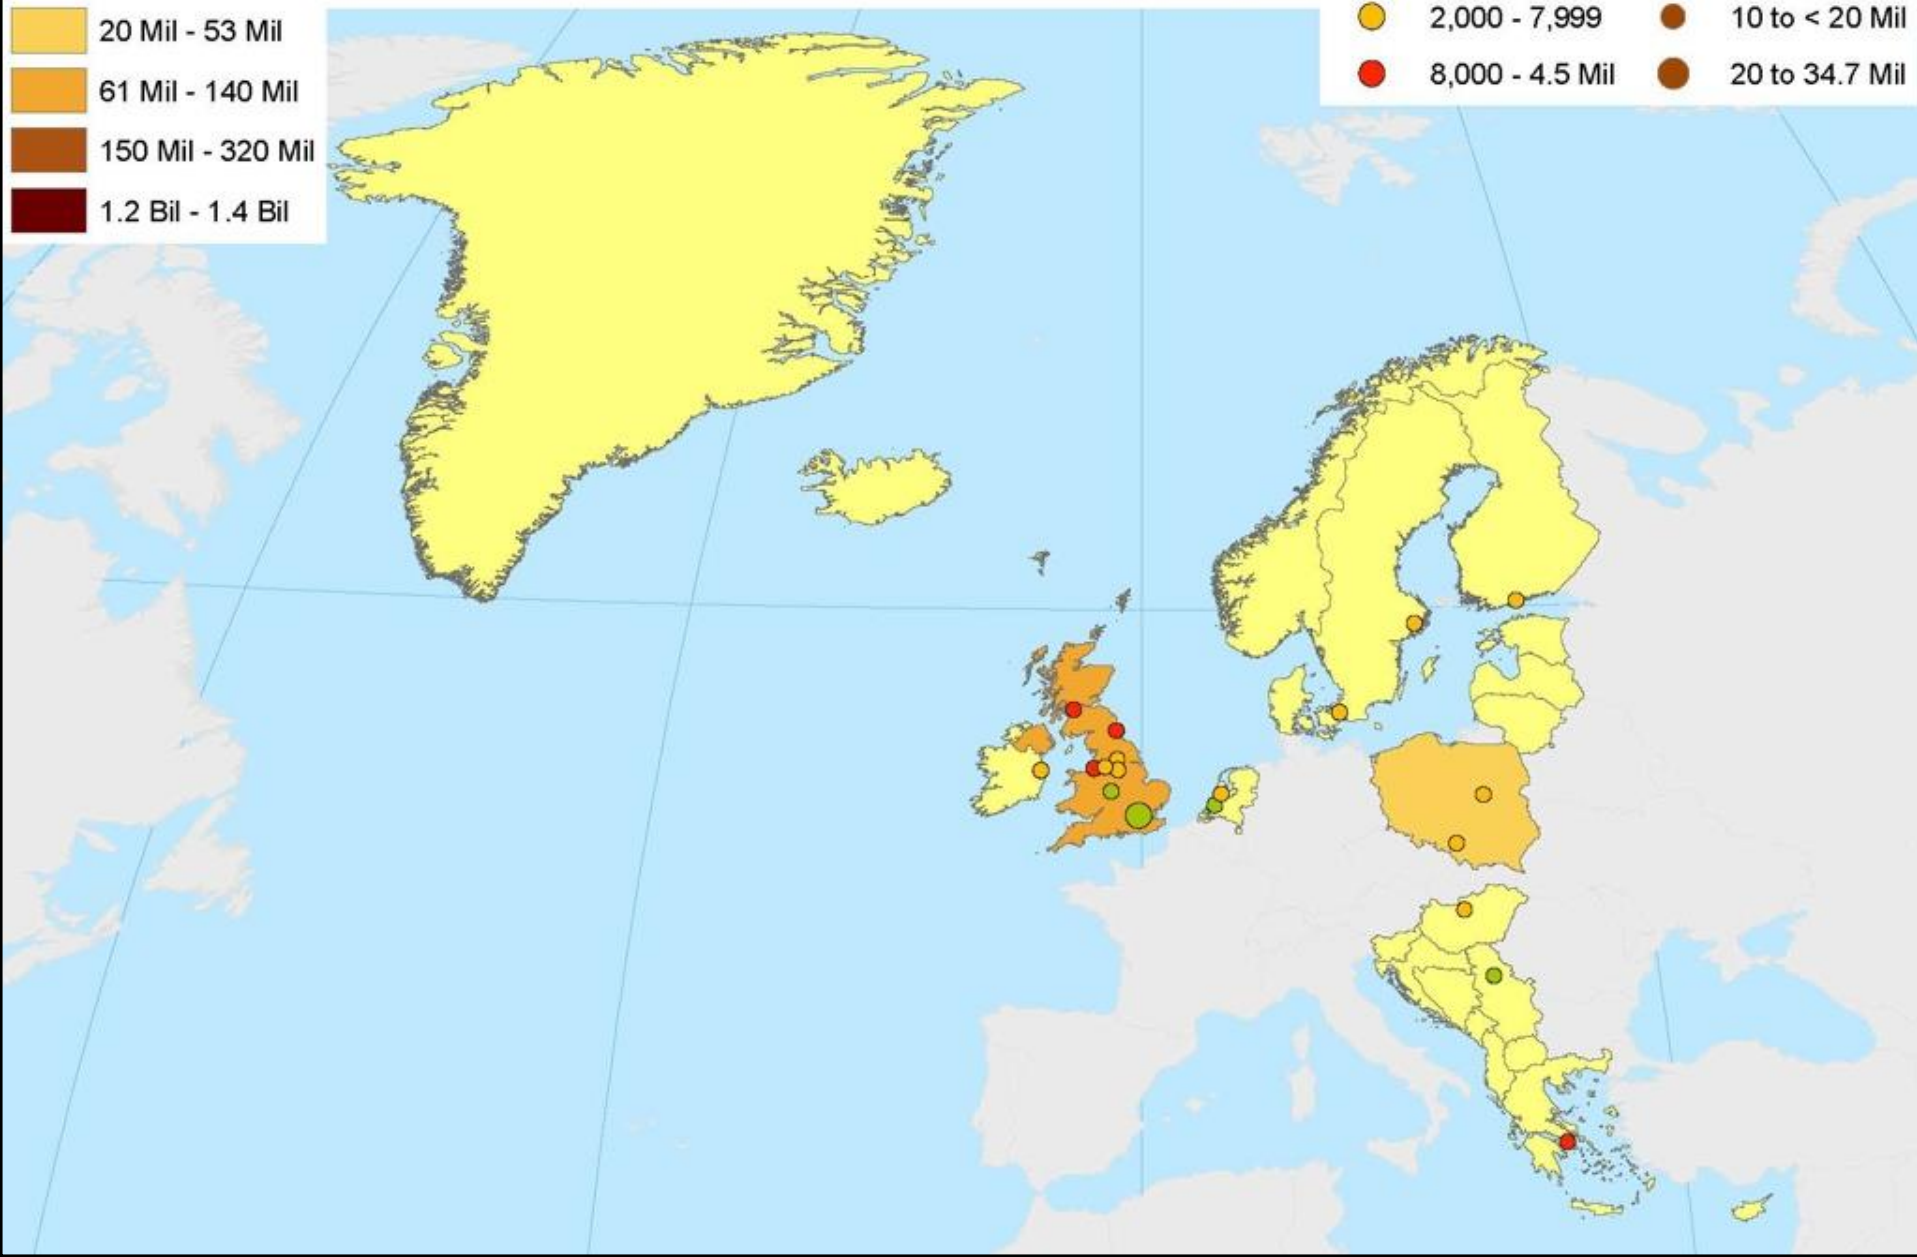 20 Mil - 53 Mil
61 Mil - 140 Mil
150 Mil - 320 Mil
1.2 Bil - 1.4 Bil
2,000 - 7,999
10 to < 20 Mil
8,000 - 4.5 Mil
20 to 34.7 Mil